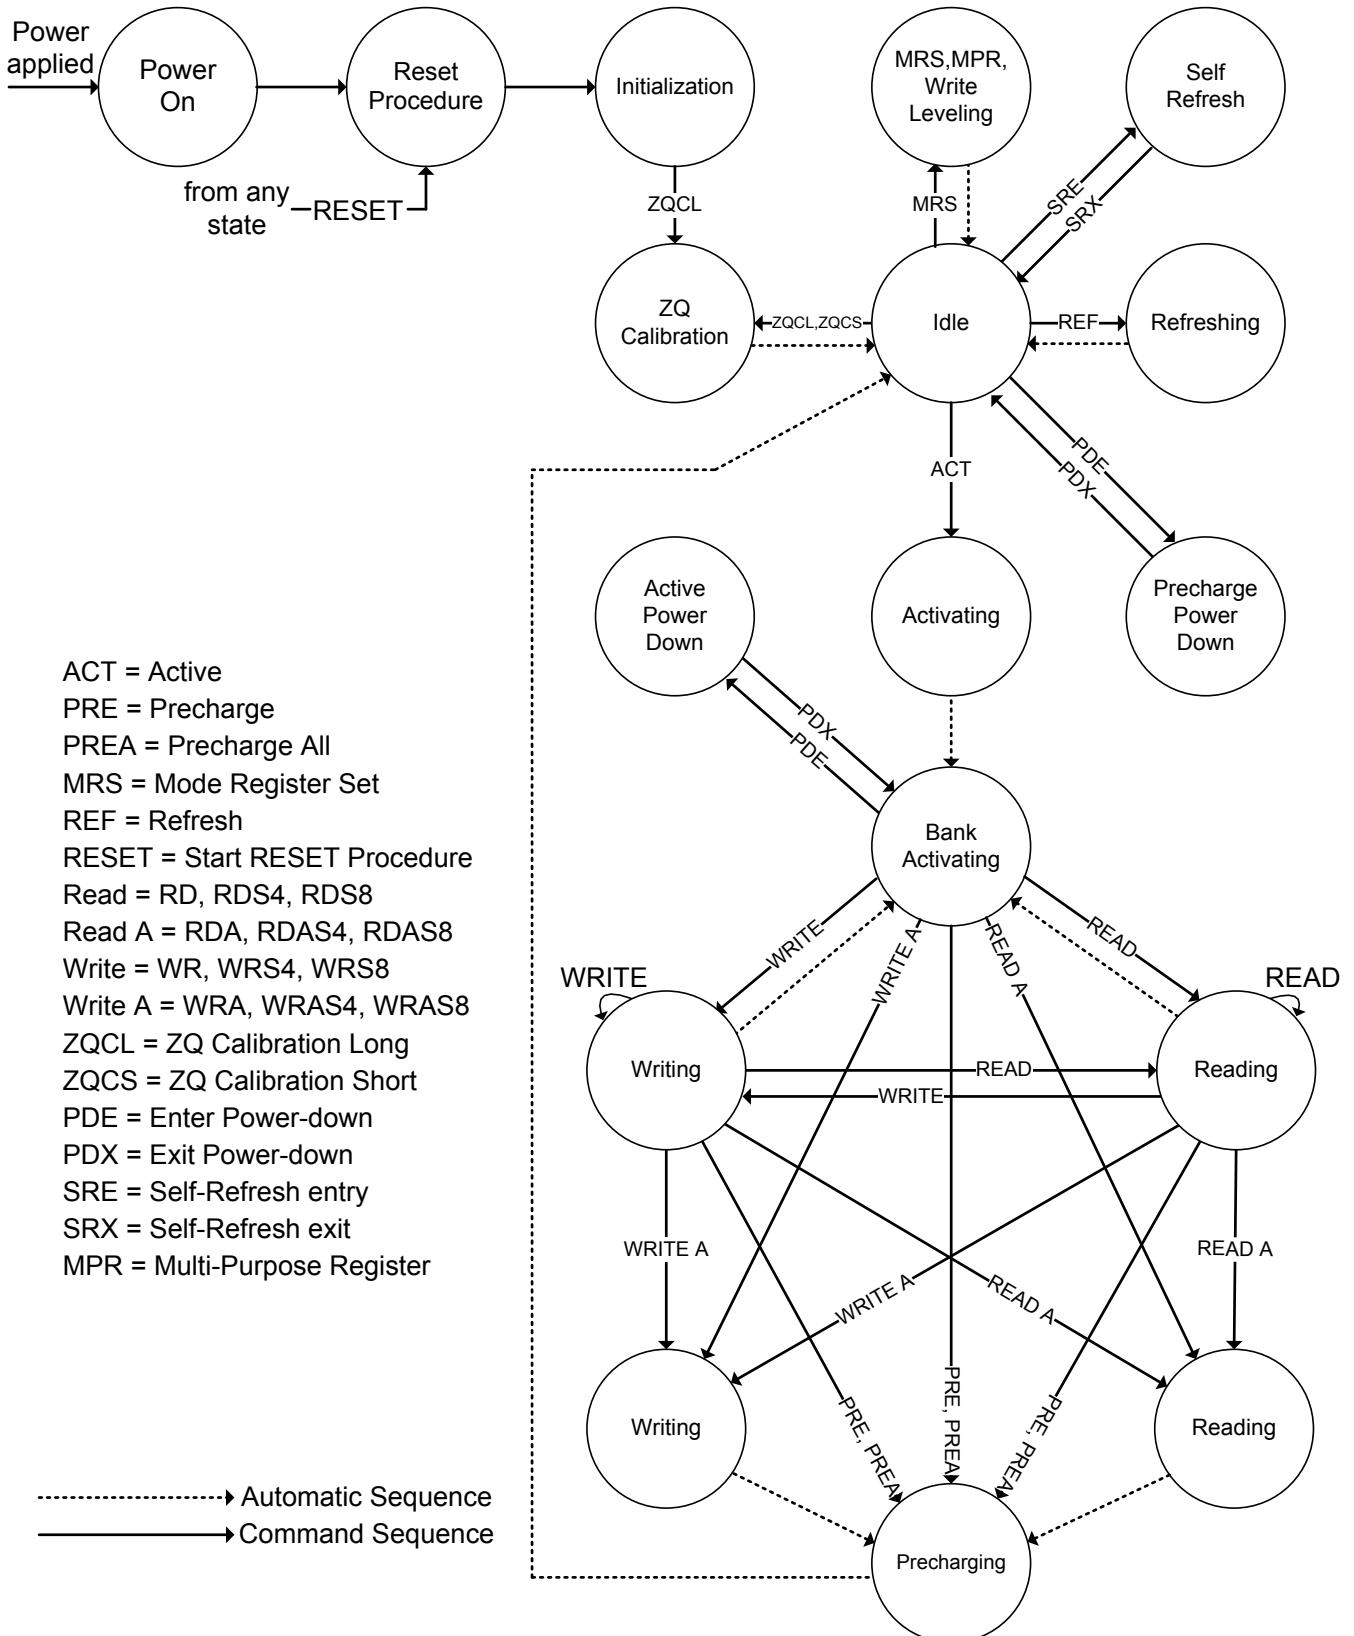 Power
applied
Power
On
Reset
Procedure
Initialization
MRS,MPR,
Write
Leveling
Self
Refresh
from any
state
RESET
ZQCL
MRS
SRE
SRX
ZQ
Calibration
ZQCL,ZQCS
Idle
REF
Refreshing
ACT
PDE
PDX
Active
Power
Down
Activating
Precharge
Power
Down
PDX
PDE
Bank
Activating
ACT = Active
PRE = Precharge
PREA = Precharge All
MRS = Mode Register Set
REF = Refresh
RESET = Start RESET Procedure
Read = RD, RDS4, RDS8
Read A = RDA, RDAS4, RDAS8
Write = WR, WRS4, WRS8
Write A = WRA, WRAS4, WRAS8
ZQCL = ZQ Calibration Long
ZQCS = ZQ Calibration Short
PDE = Enter Power-down
PDX = Exit Power-down
SRE = Self-Refresh entry
SRX = Self-Refresh exit
MPR = Multi-Purpose Register
WRITE
WRITE A
READ A
READ
WRITE
READ
Writing
READ
WRITE
Reading
WRITE A
WRITE A
READ A
READ A
Writing
PRE, PREA
PRE, PREA
PRE, PREA
Reading
Precharging
Automatic Sequence
Command Sequence